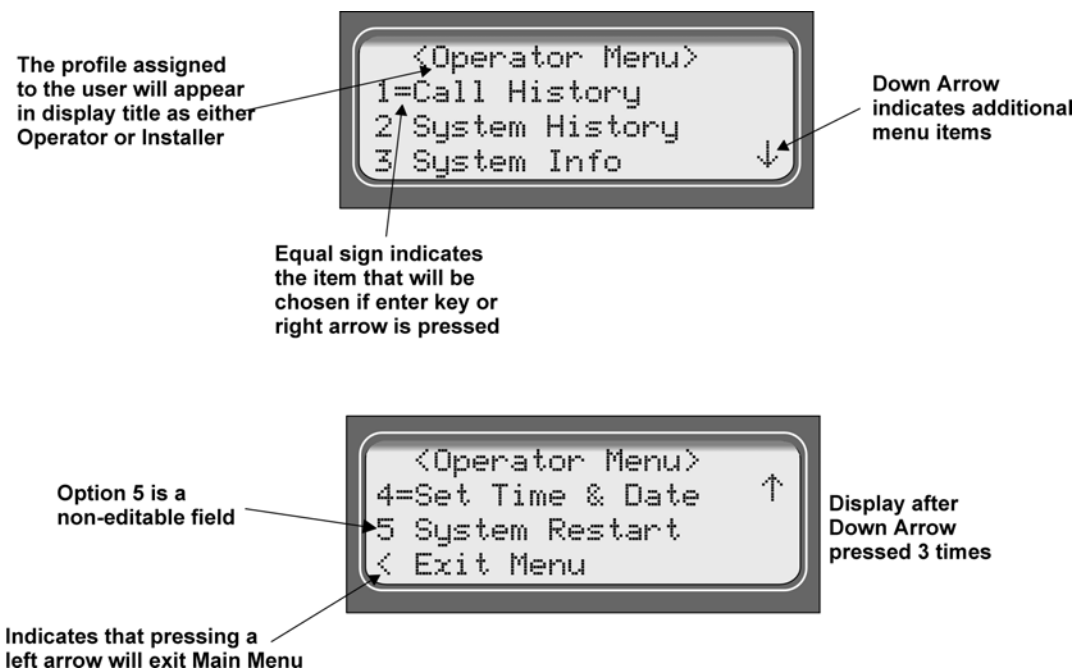 The profile assigned
to the user will appear
in display title as either
Operator or Installer
<Operator Menu>
1=Call History
2 System History
3 System Info ↓
Down Arrow
indicates additional
menu items
Equal sign indicates
the item that will be
chosen if enter key or
right arrow is pressed
Option 5 is a
non-editable field
<Operator Menu>
4=Set Time & Date ↑
5 System Restart
< Exit Menu
Display after
Down Arrow
pressed 3 times
Indicates that pressing a
left arrow will exit Main Menu